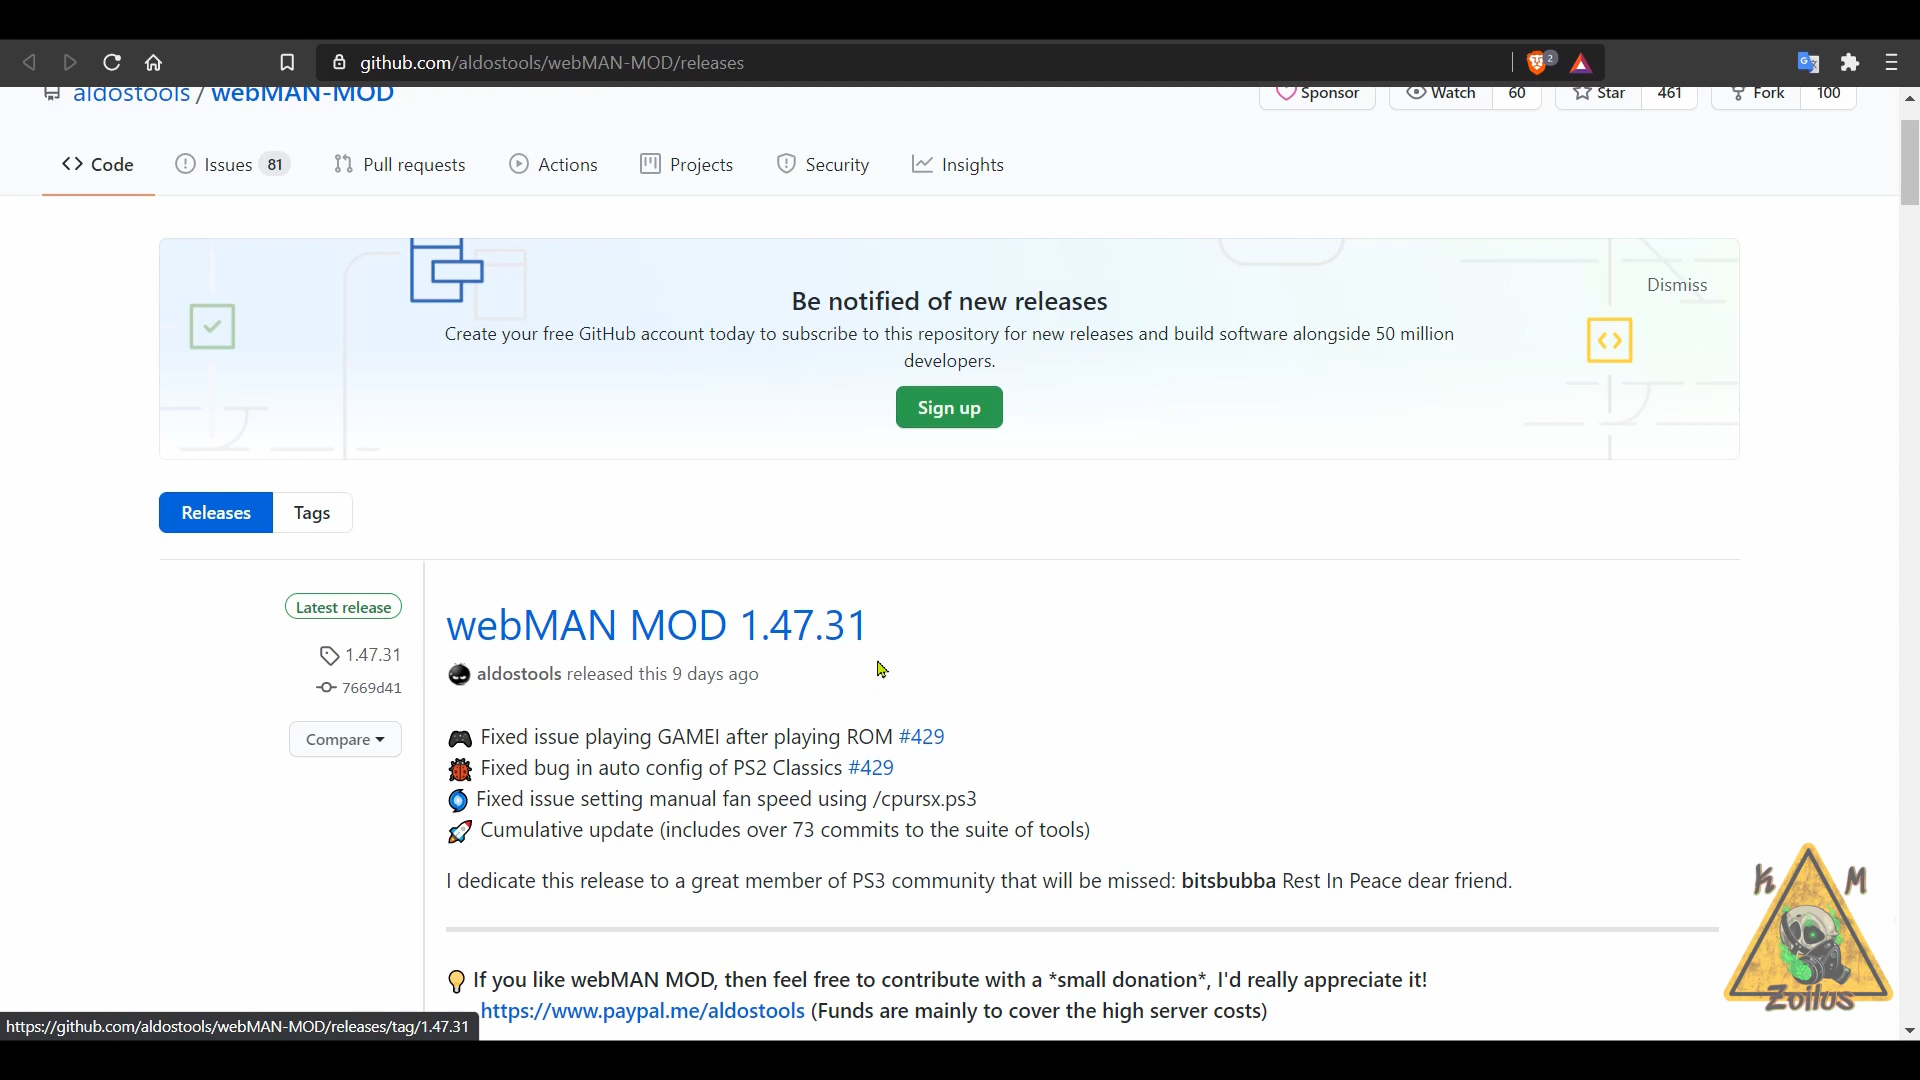 github.com/aldostools/webMAN-MOD/releases
2
aldostools / webMAN-MOD
Sponsor
Watch 60
Star 461
Fork 100
Code
Issues 81
Pull requests
Actions
Projects
Security
Insights
Be notified of new releases
Dismiss
Create your free GitHub account today to subscribe to this repository for new releases and build software alongside 50 million
developers.
Sign up
Releases
Tags
Latest release
1.47.31
7669d41
Compare
webMAN MOD 1.47.31
aldostools released this 9 days ago
Fixed issue playing GAMEI after playing ROM #429
Fixed bug in auto config of PS2 Classics #429
Fixed issue setting manual fan speed using /cpursx.ps3
Cumulative update (includes over 73 commits to the suite of tools)
I dedicate this release to a great member of PS3 community that will be missed: bitsbubba Rest In Peace dear friend.
If you like webMAN MOD, then feel free to contribute with a *small donation*, I'd really appreciate it!
https://www.paypal.me/aldostools (Funds are mainly to cover the high server costs)
https://github.com/aldostools/webMAN-MOD/releases/tag/1.47.31
K M
Zoilus